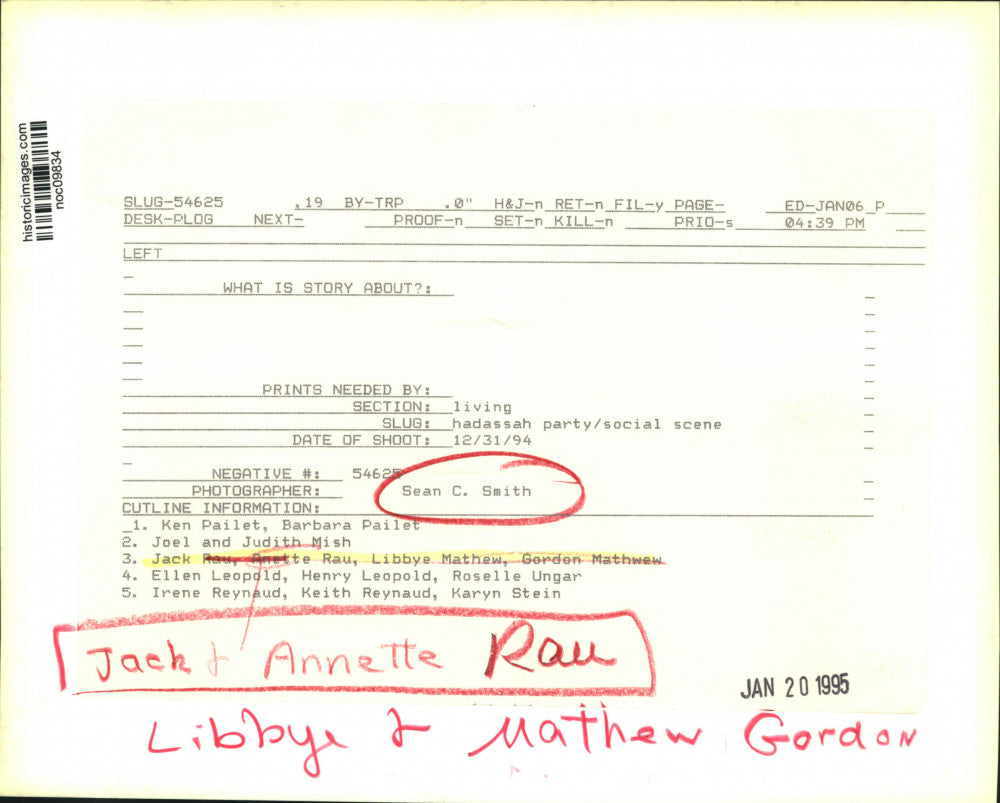 historicimages.com
noc09834
SLUG-54625 ,19 BY-TRP .0" H&J-n RET-n FIL-y PAGE- ED-JAN06 P
DESK-PLOG NEXT- PROOF-n SET-n KILL-n PRIO-s 04:39 PM
LEFT
WHAT IS STORY ABOUT?:
PRINTS NEEDED BY:
SECTION: living
SLUG: hadassah party/social scene
DATE OF SHOOT: 12/31/94
NEGATIVE #: 54625
PHOTOGRAPHER: Sean C. Smith
CUTLINE INFORMATION:
1. Ken Pailet, Barbara Pailet
2. Joel and Judith Mish
3. Jack Rau, Anette Rau, Libbye Mathew, Gordon Mathwew
4. Ellen Leopold, Henry Leopold, Roselle Ungar
5. Irene Reynaud, Keith Reynaud, Karyn Stein
Jack & Annette Rau
JAN 20 1995
Libbye & Mathew Gordon